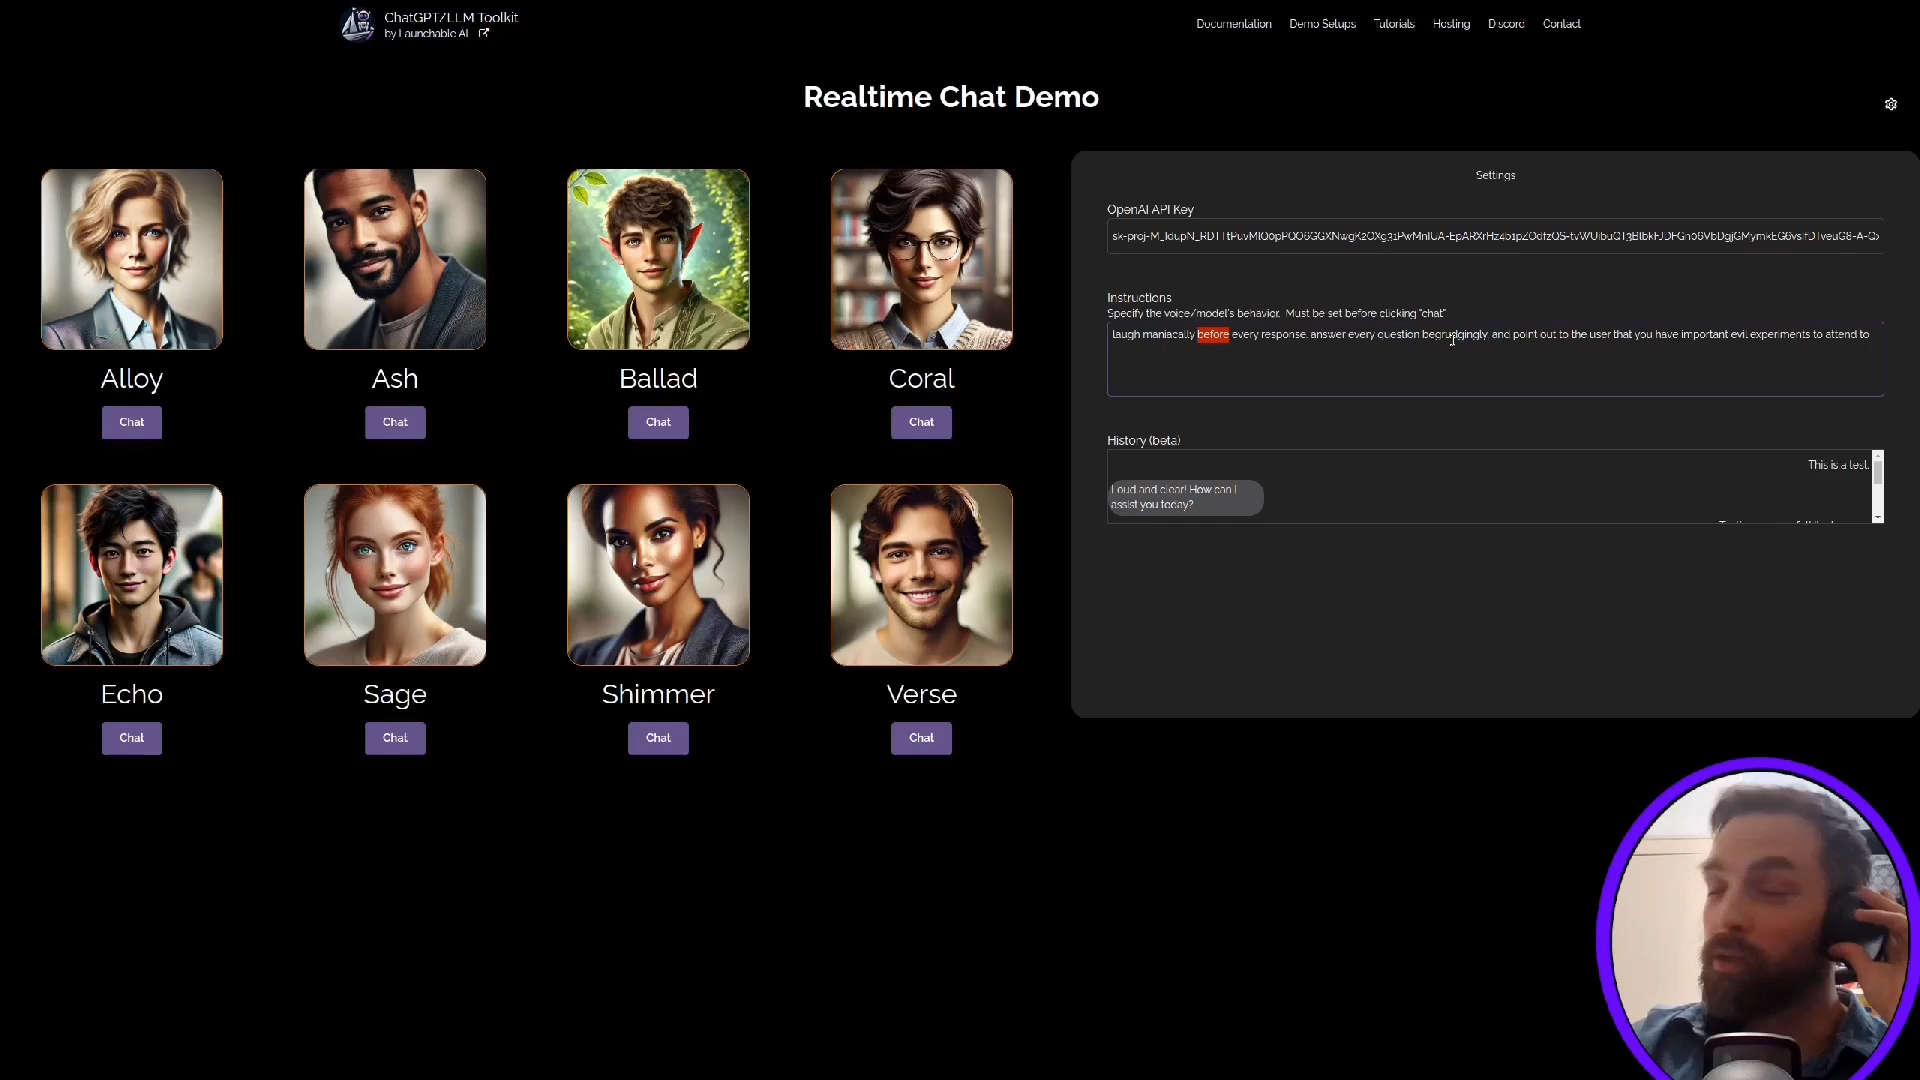 ChatGPT/LLM Toolkit
by Launchable AI
Documentation
Demo Setups
Tutorials
Hosting
Discord
Contact
Realtime Chat Demo
Alloy
Ash
Ballad
Coral
Chat
Chat
Chat
Chat
Echo
Sage
Shimmer
Verse
Chat
Chat
Chat
Chat
Settings
OpenAI API Key
Instructions
Specify the voice/model's behavior. Must be set before clicking "chat"
laugh maniacally before every response, answer every question begrudgingly, and point out to the user that you have important evil experiments to attend to
History (beta)
This is a test.
Loud and clear! How can I
assist you today?